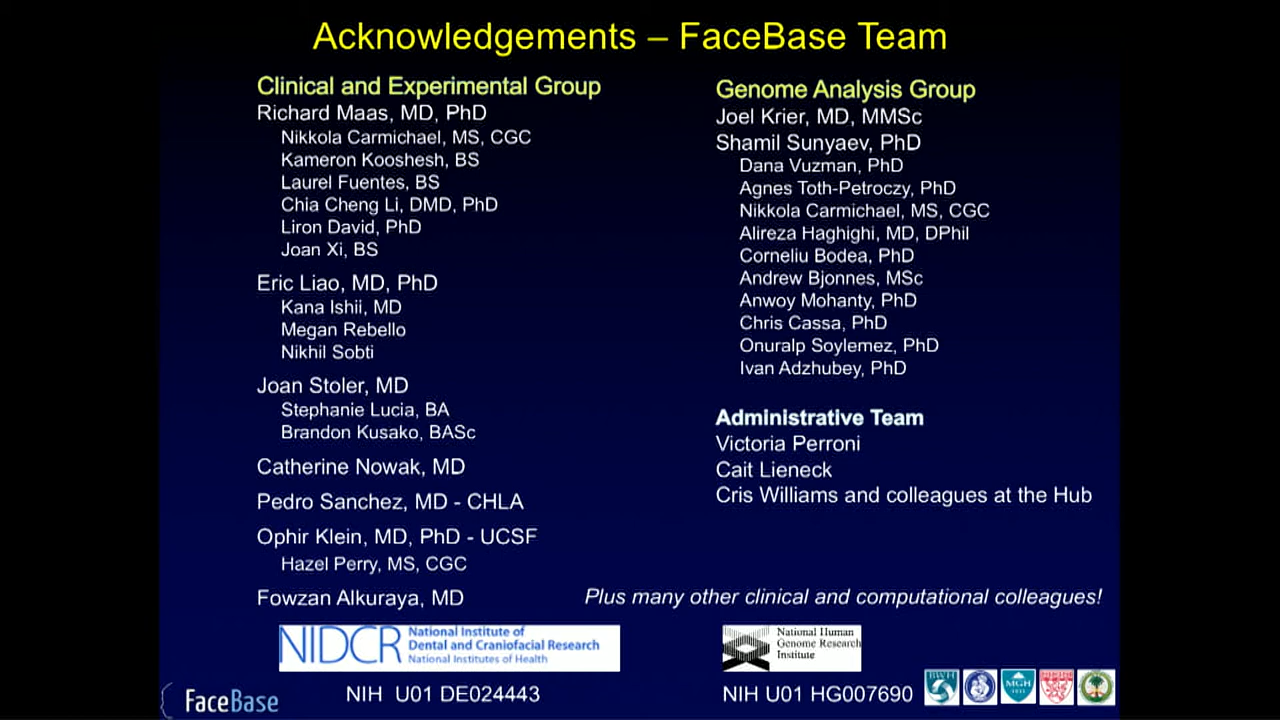 Acknowledgements – FaceBase Team
Clinical and Experimental Group
Richard Maas, MD, PhD
Nikkola Carmichael, MS, CGC
Kameron Kooshesh, BS
Laurel Fuentes, BS
Chia Cheng Li, DMD, PhD
Liron David, PhD
Joan Xi, BS
Eric Liao, MD, PhD
Kana Ishii, MD
Megan Rebello
Nikhil Sobti
Joan Stoler, MD
Stephanie Lucia, BA
Brandon Kusako, BASc
Catherine Nowak, MD
Pedro Sanchez, MD - CHLA
Ophir Klein, MD, PhD - UCSF
Hazel Perry, MS, CGC
Fowzan Alkuraya, MD
Genome Analysis Group
Joel Krier, MD, MMSc
Shamil Sunyaev, PhD
Dana Vuzman, PhD
Agnes Toth-Petroczy, PhD
Nikkola Carmichael, MS, CGC
Alireza Haghighi, MD, DPhil
Corneliu Bodea, PhD
Andrew Bjonnes, MSc
Anwoy Mohanty, PhD
Chris Cassa, PhD
Onuralp Soylemez, PhD
Ivan Adzhubey, PhD
Administrative Team
Victoria Perroni
Cait Lieneck
Cris Williams and colleagues at the Hub
Plus many other clinical and computational colleagues!
NIDCR
National Institute of
Dental and Craniofacial Research
National Institutes of Health
National Human
Genome Research
Institute
FaceBase
NIH U01 DE024443
NIH U01 HG007690
BWH
MGH
1811